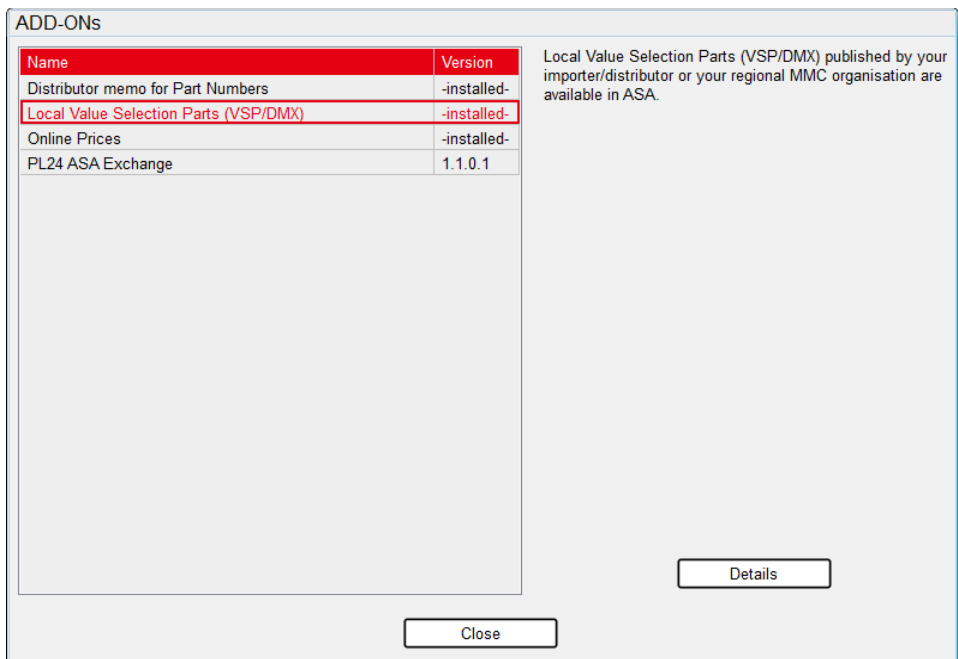 ADD-ONs
Name Version
Distributor memo for Part Numbers -installed-
Local Value Selection Parts (VSP/DMX) -installed-
Online Prices -installed-
PL24 ASA Exchange 1.1.0.1
Local Value Selection Parts (VSP/DMX) published by your
importer/distributor or your regional MMC organisation are
available in ASA.
Details
Close